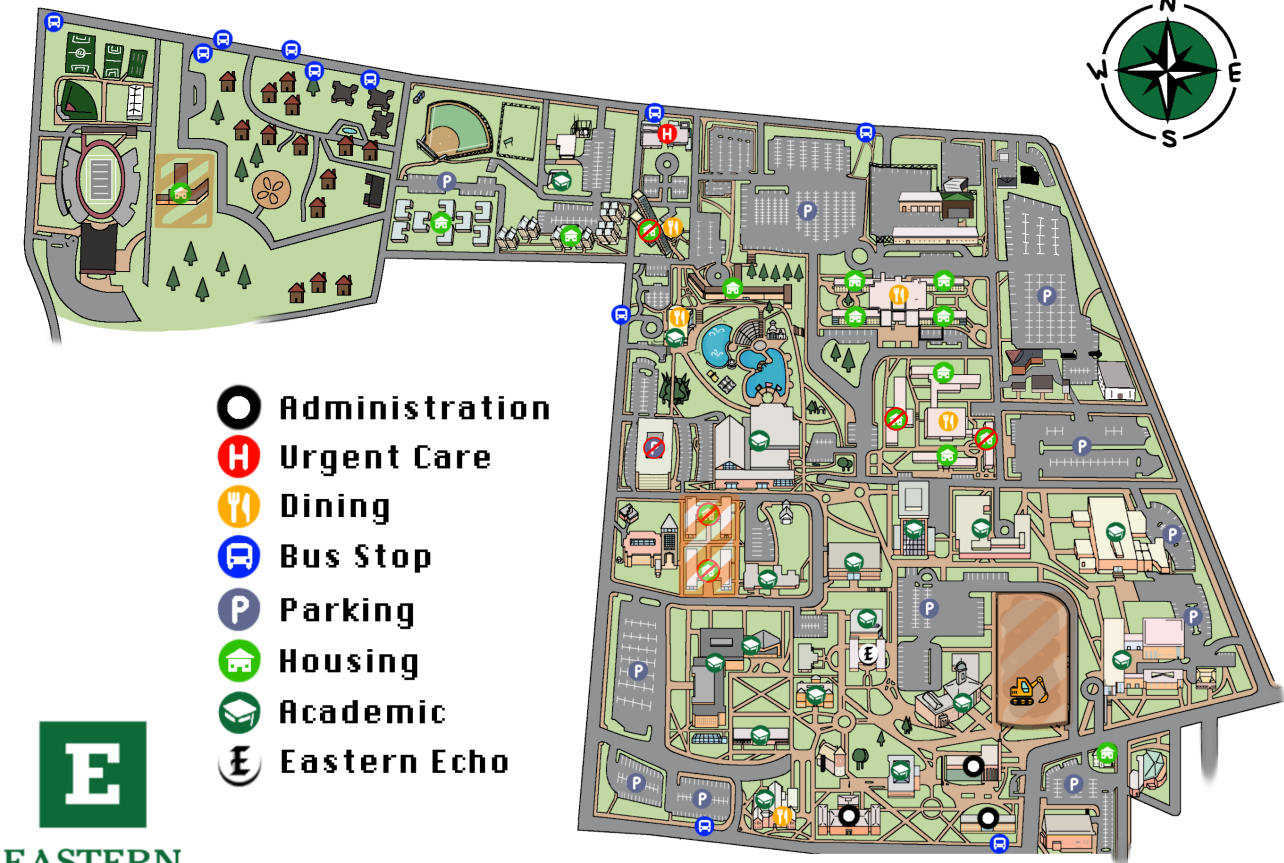 N
W E
S
Administration
H Urgent Care
Dining
Bus Stop
P Parking
Housing
Academic
E Eastern Echo
E
EASTERN